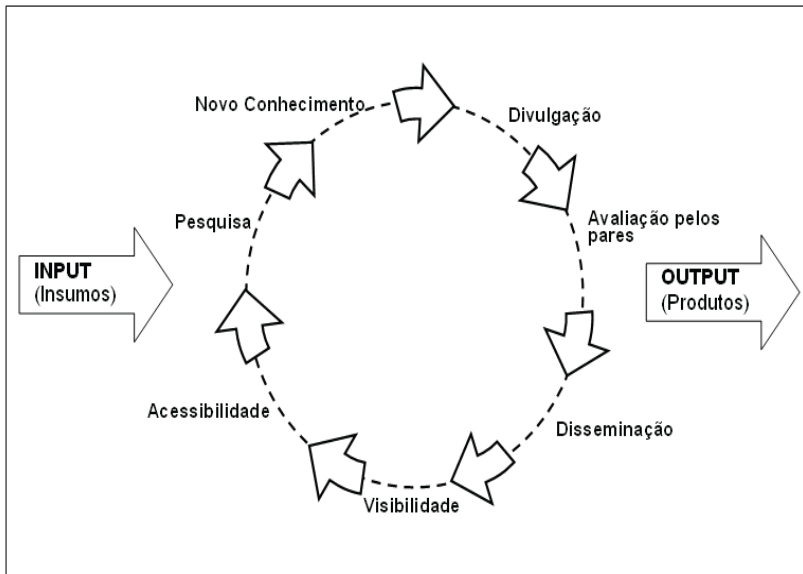 Novo Conhecimento
Divulgação
Pesquisa
Avaliação pelos
pares
INPUT
(Insumos)
OUTPUT
(Produtos)
Acessibilidade
Disseminação
Visibilidade